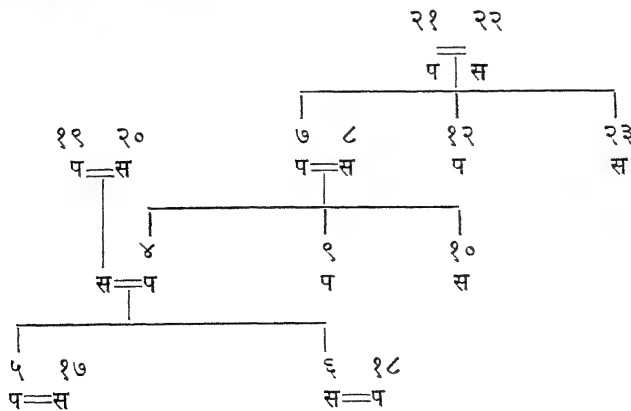 २१ २२
प स
१९ २० ७ ८ १२ २३
प स प स प स
४ ९ १०
स प प स
५ १७ ६ १८
प स स प